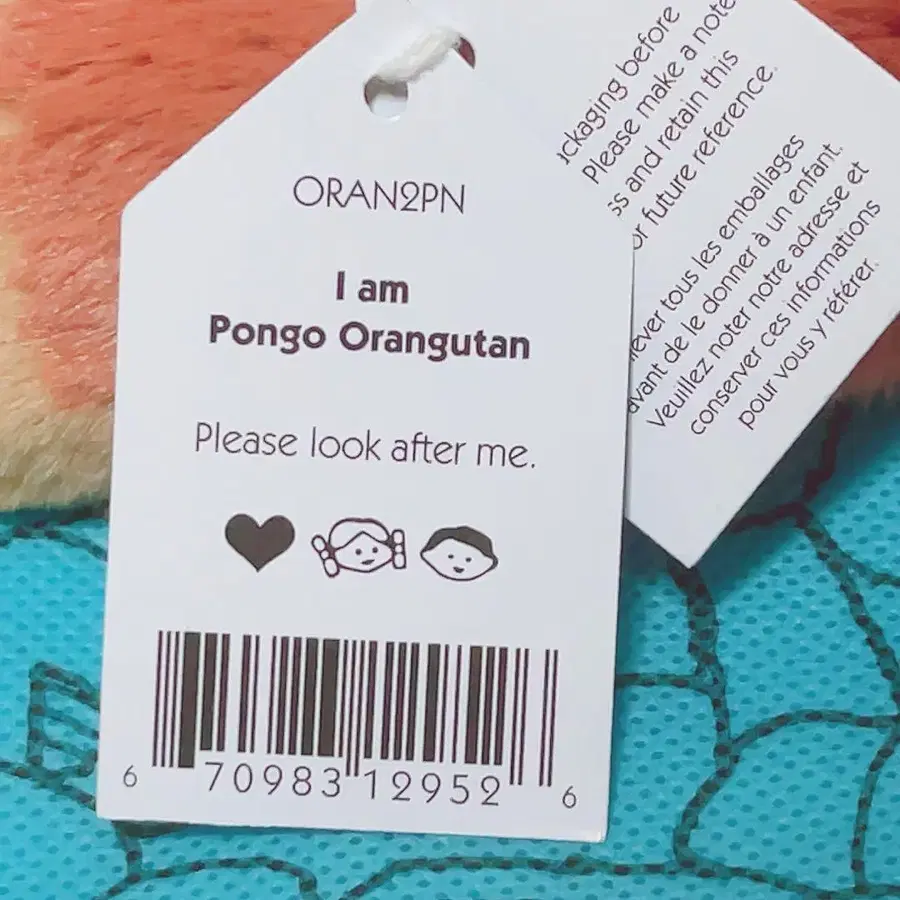 ORAN2PN
I am
Pongo Orangutan
Please look after me.
6 70983 12952 6
before
Please make a note
and retain this
future reference.
tous les emballages
avant de le donner à un enfant.
Veuillez noter notre adresse et
conserver ces informations
pour vous y référer.